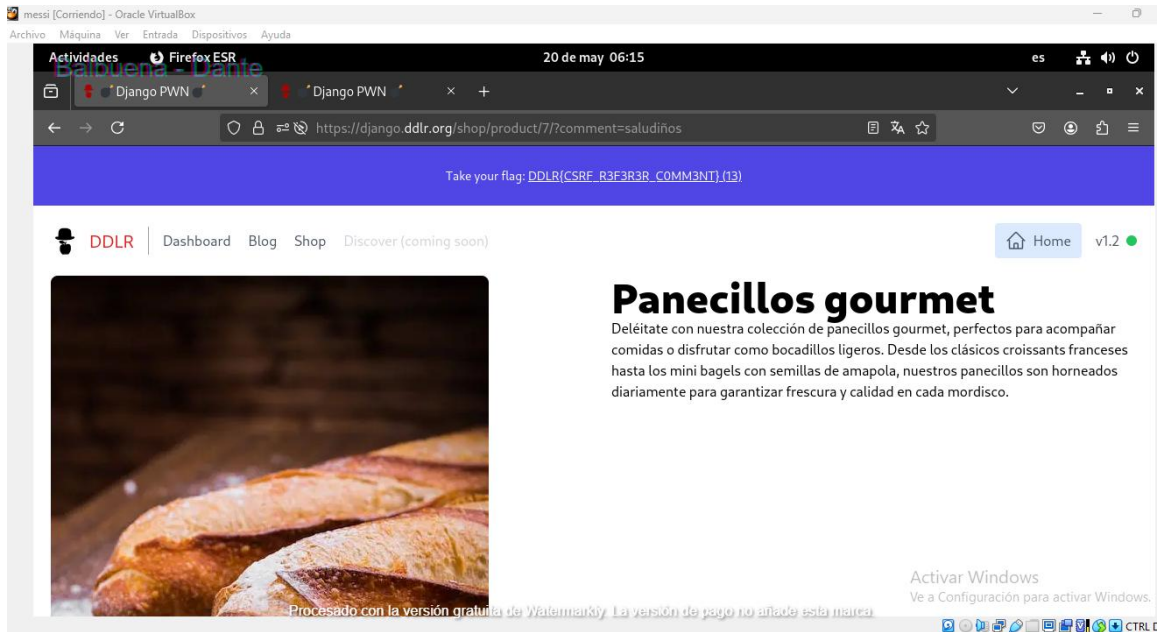 messi [Corriendo] - Oracle VirtualBox
Archivo Máquina Ver Entrada Dispositivos Ayuda
Actividades Firefox ESR 20 de may 06:15 es
Balbuena - Dante
Django PWN Django PWN
https://django.ddlr.org/shop/product/7/?comment=saludiños
Take your flag: DDLR{CSRF_R3F3R3R_C0MM3NT} (13)
DDLR Dashboard Blog Shop Discover (coming soon) Home v1.2
Panecillos gourmet
Deléitate con nuestra colección de panecillos gourmet, perfectos para acompañar
comidas o disfrutar como bocadillos ligeros. Desde los clásicos croissants franceses
hasta los mini bagels con semillas de amapola, nuestros panecillos son horneados
diariamente para garantizar frescura y calidad en cada mordisco.
Activar Windows
Ve a Configuración para activar Windows.
Procesado con la versión gratuita de Watermarkly. La versión de pago no añade esta marca.
CTRL D